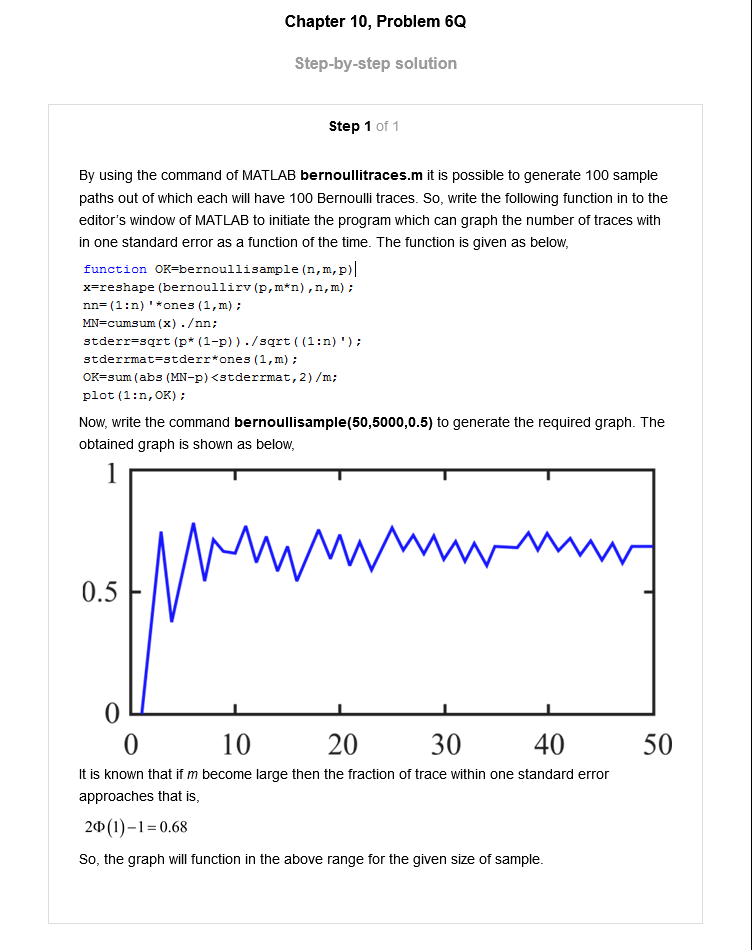 Chapter 10, Problem 6Q
Step-by-step solution
Step 1 of 1
By using the command of MATLAB bernoullitraces.m it is possible to generate 100 sample
paths out of which each will have 100 Bernoulli traces. So, write the following function in to the
editor's window of MATLAB to initiate the program which can graph the number of traces with
in one standard error as a function of the time. The function is given as below,
function OK=bernoullisample(n,m,p)
x=reshape(bernoullirv(p,m*n),n,m);
nn=(1:n)'*ones(1,m);
MN=cumsum(x)./nn;
stderr=sqrt(p*(1-p))./sqrt((1:n)');
stderrmat=stderr*ones(1,m);
OK=sum(abs(MN-p)<stderrmat,2)/m;
plot(1:n,OK);
Now, write the command bernoullisample(50,5000,0.5) to generate the required graph. The
obtained graph is shown as below,
1
0.5
0
0 10 20 30 40 50
It is known that if m become large then the fraction of trace within one standard error
approaches that is,
2Φ(1)−1=0.68
So, the graph will function in the above range for the given size of sample.